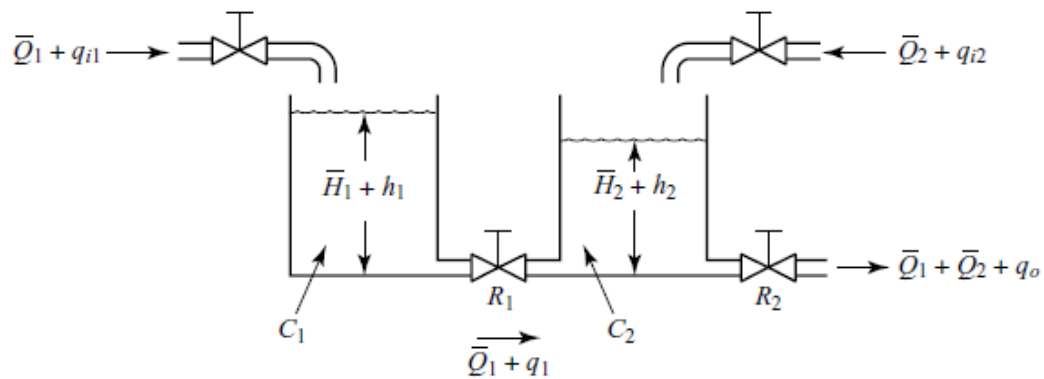 Q̅₁ + qᵢ₁
Q̅₂ + qᵢ₂
H̅₁ + h₁
H̅₂ + h₂
Q̅₁ + Q̅₂ + qₒ
R₁
R₂
C₁
C₂
Q̅₁ + q₁